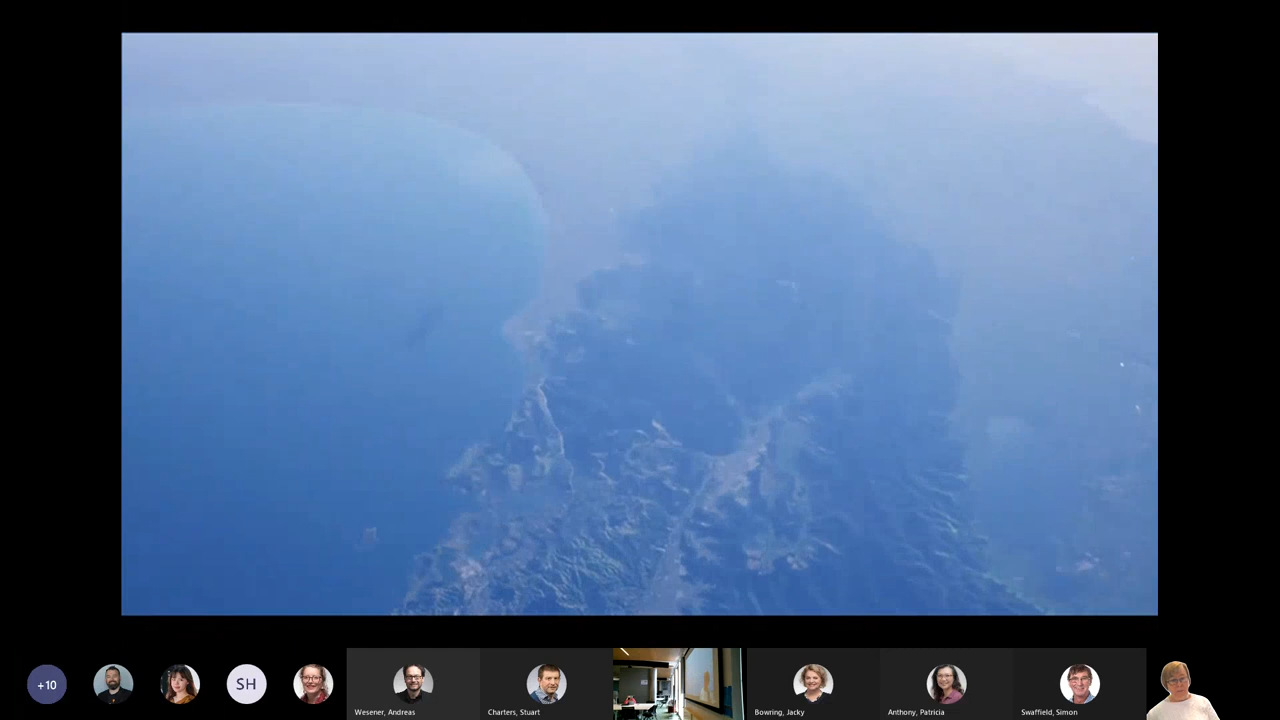 +10
SH
Wesener, Andreas
Charters, Stuart
Bowring, Jacky
Anthony, Patricia
Swaffield, Simon